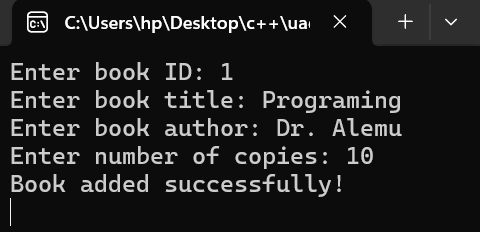 C:\Users\hp\Desktop\c++\ua
Enter book ID: 1
Enter book title: Programing
Enter book author: Dr. Alemu
Enter number of copies: 10
Book added successfully!